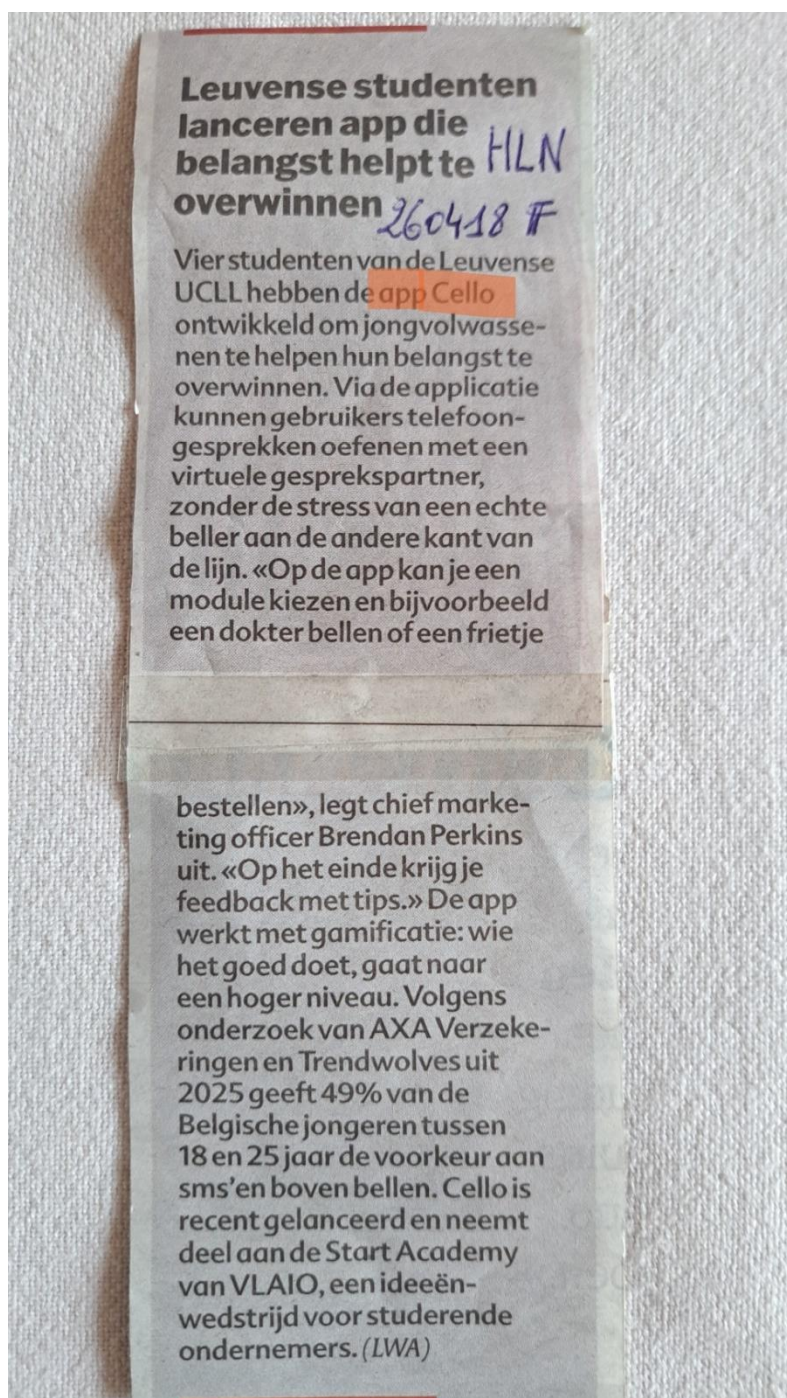 Leuvense studenten
lanceren app die
belangst helpt te HLN
overwinnen 260418 F
Vier studenten van de Leuvense
UCLL hebben de app Cello
ontwikkeld om jongvolwasse-
nen te helpen hun belangst te
overwinnen. Via de applicatie
kunnen gebruikers telefoon-
gesprekken oefenen met een
virtuele gesprekspartner,
zonder de stress van een echte
beller aan de andere kant van
de lijn. «Op de app kan je een
module kiezen en bijvoorbeeld
een dokter bellen of een frietje
bestellen», legt chief marke-
ting officer Brendan Perkins
uit. «Op het einde krijg je
feedback met tips.» De app
werkt met gamificatie: wie
het goed doet, gaat naar
een hoger niveau. Volgens
onderzoek van AXA Verzeke-
ringen en Trendwolves uit
2025 geeft 49% van de
Belgische jongeren tussen
18 en 25 jaar de voorkeur aan
sms'en boven bellen. Cello is
recent gelanceerd en neemt
deel aan de Start Academy
van VLAIO, een ideeën-
wedstrijd voor studerende
ondernemers. (LWA)